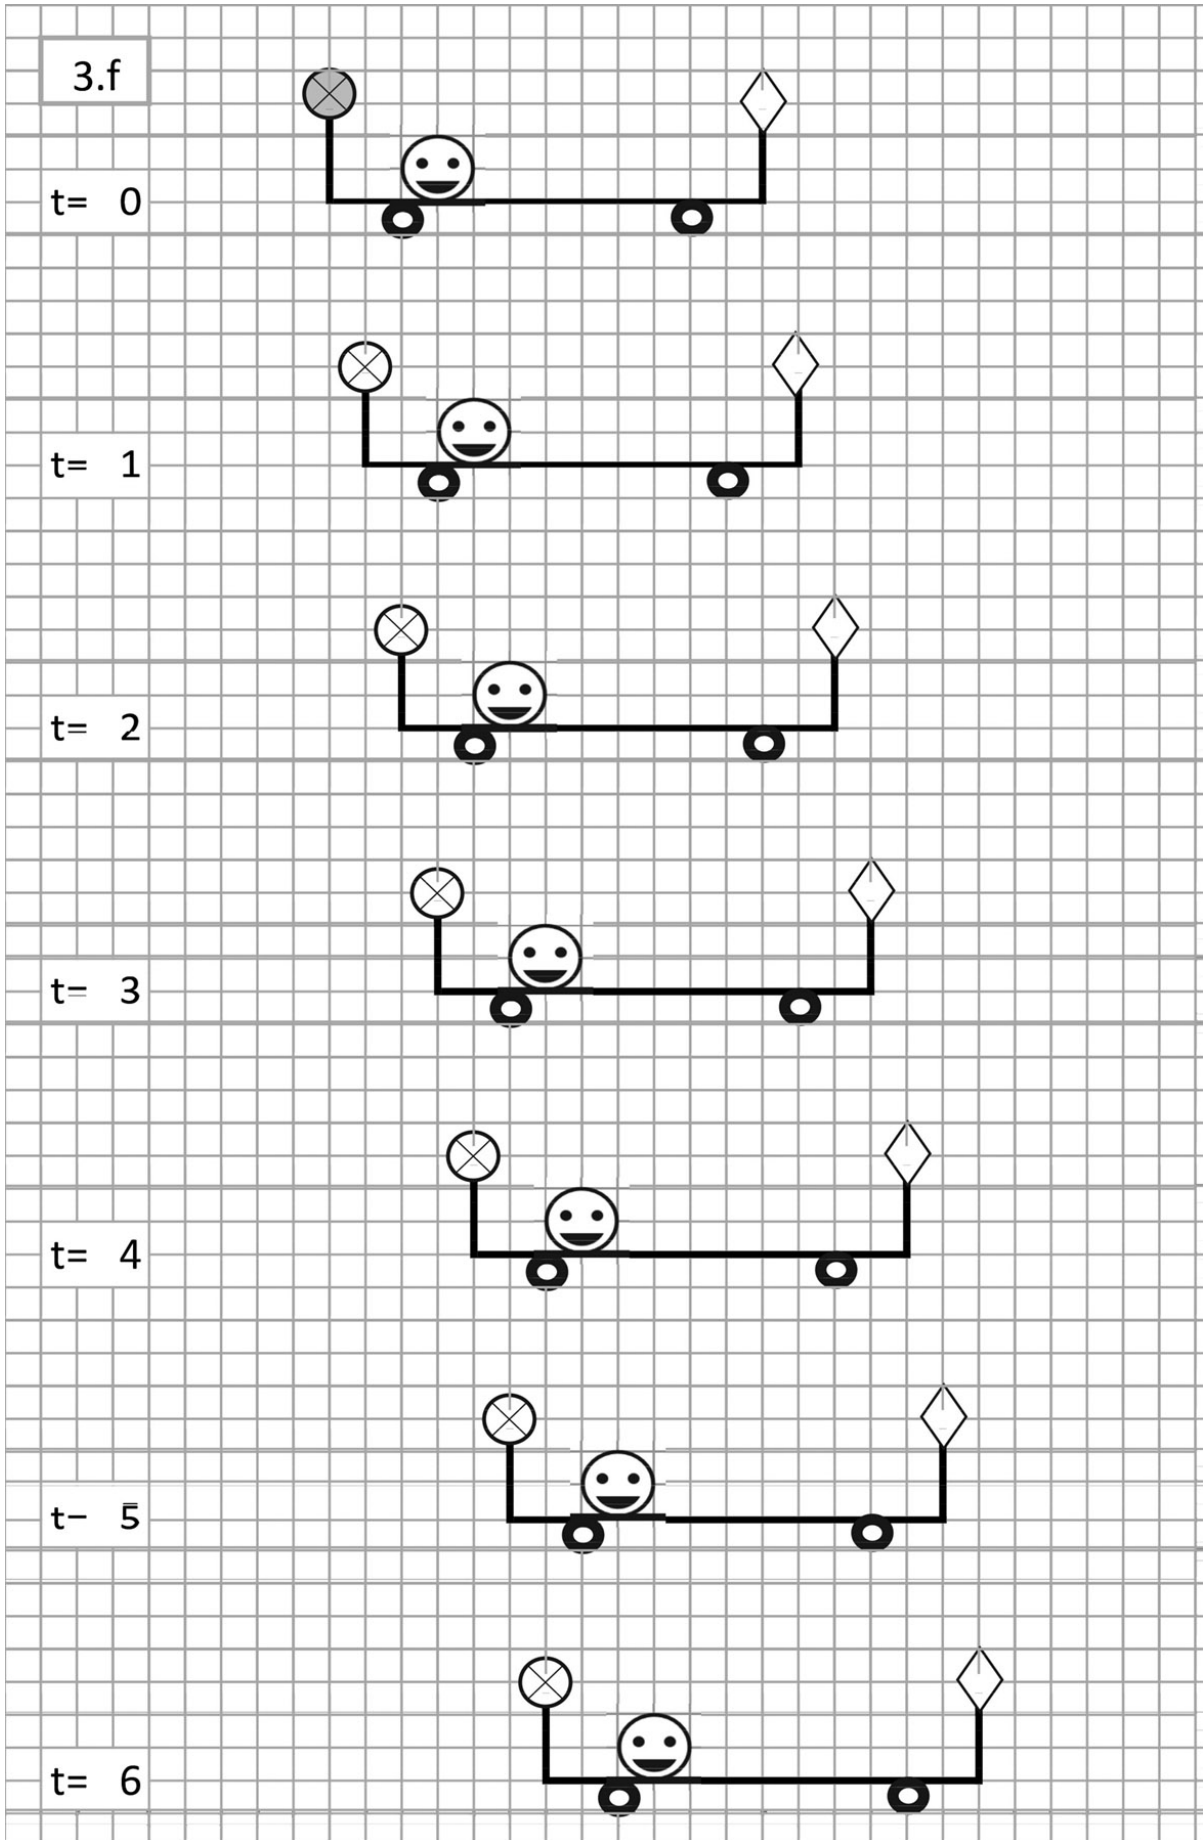 3.f
t= 0
t= 1
t= 2
t= 3
t= 4
t− 5
t= 6